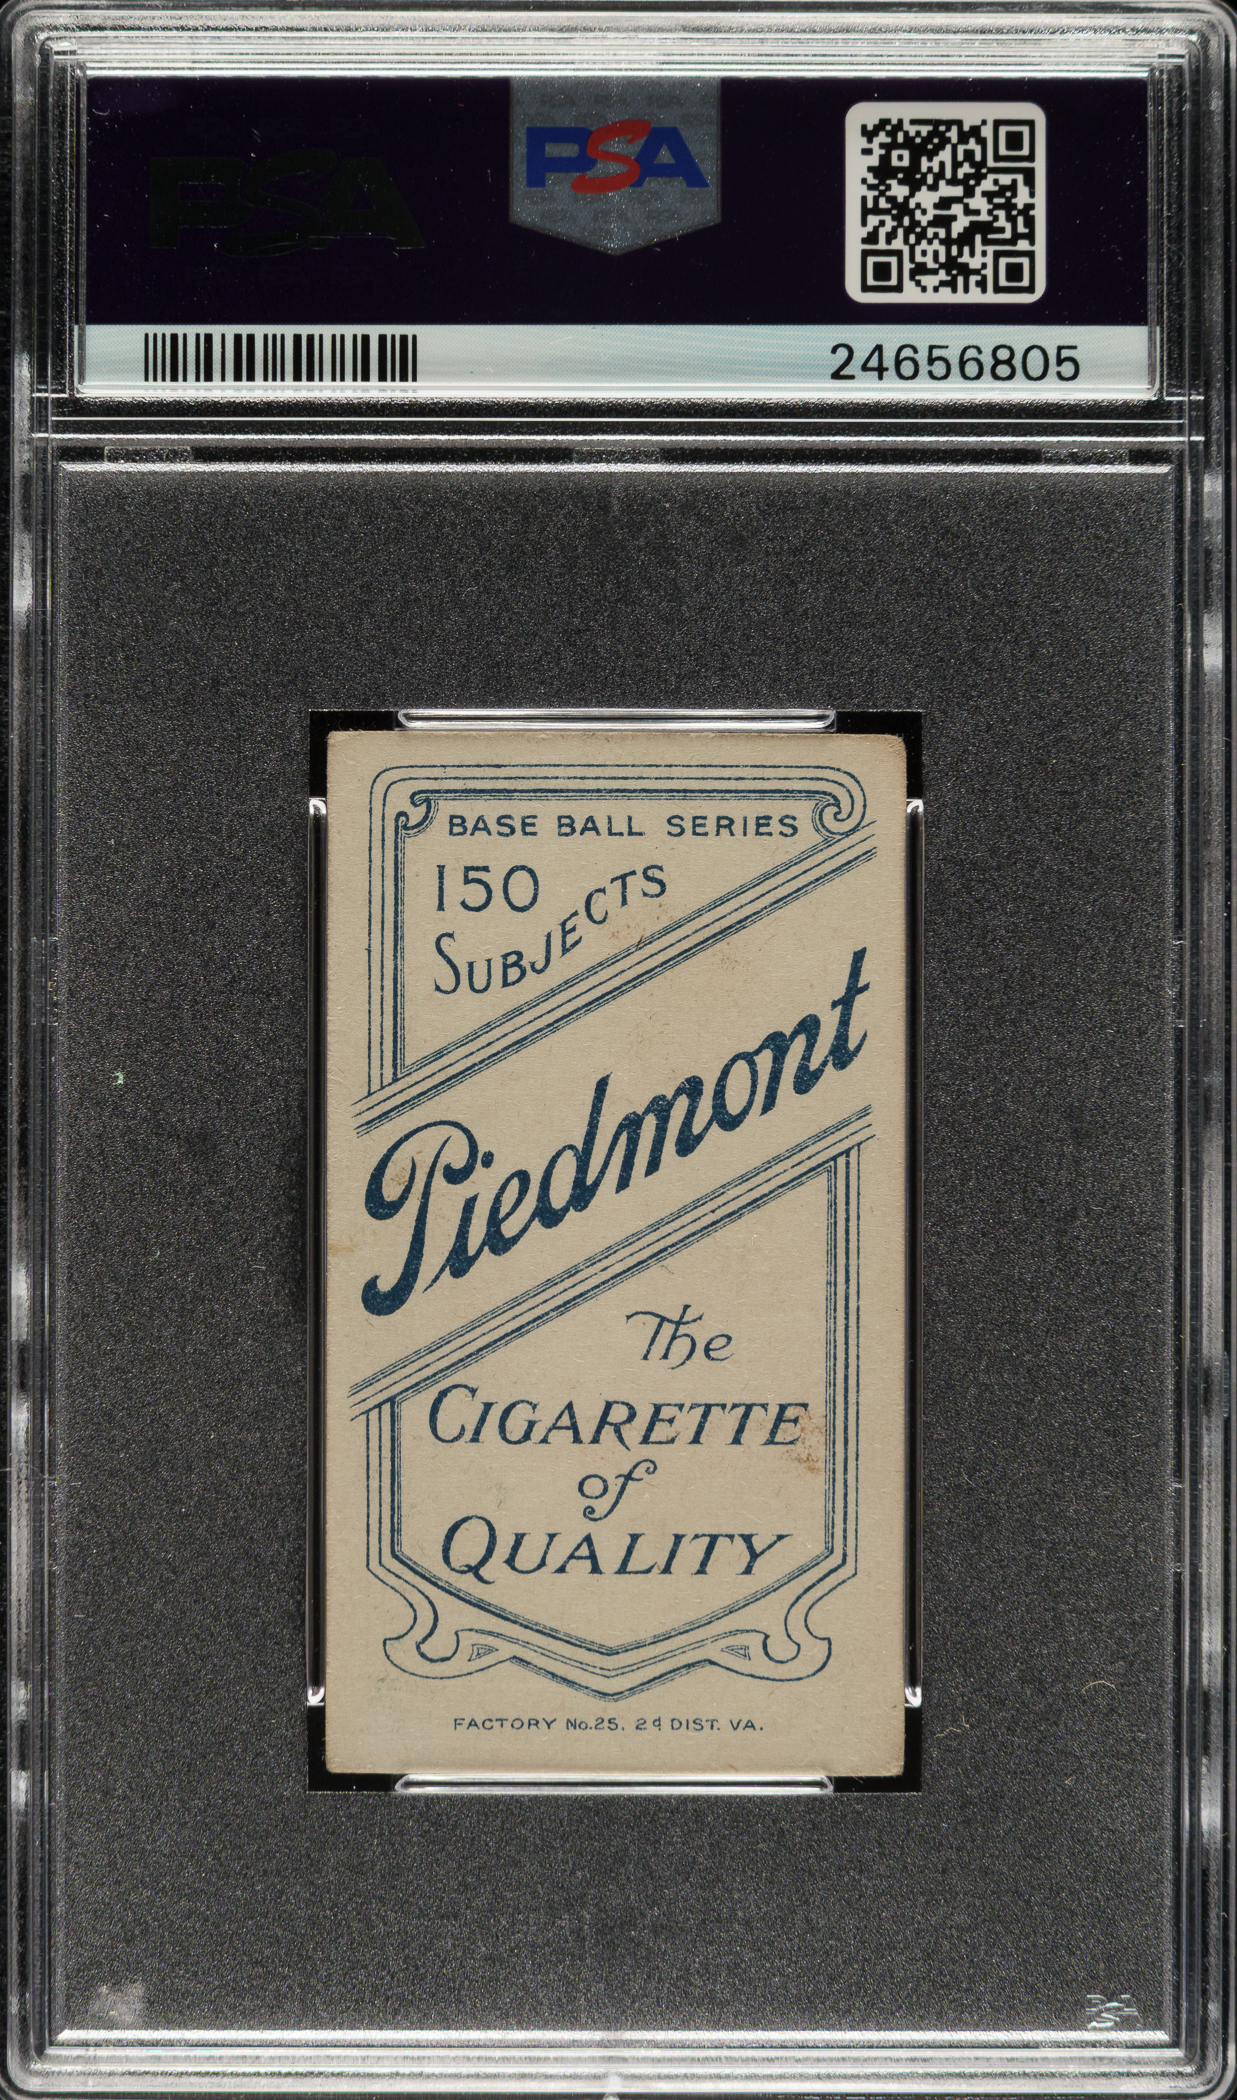 PSA
PSA
24656805
BASE BALL SERIES
150
SUBJECTS
Piedmont
The
CIGARETTE
of
QUALITY
FACTORY No.25. 2d DIST. VA.
PSA